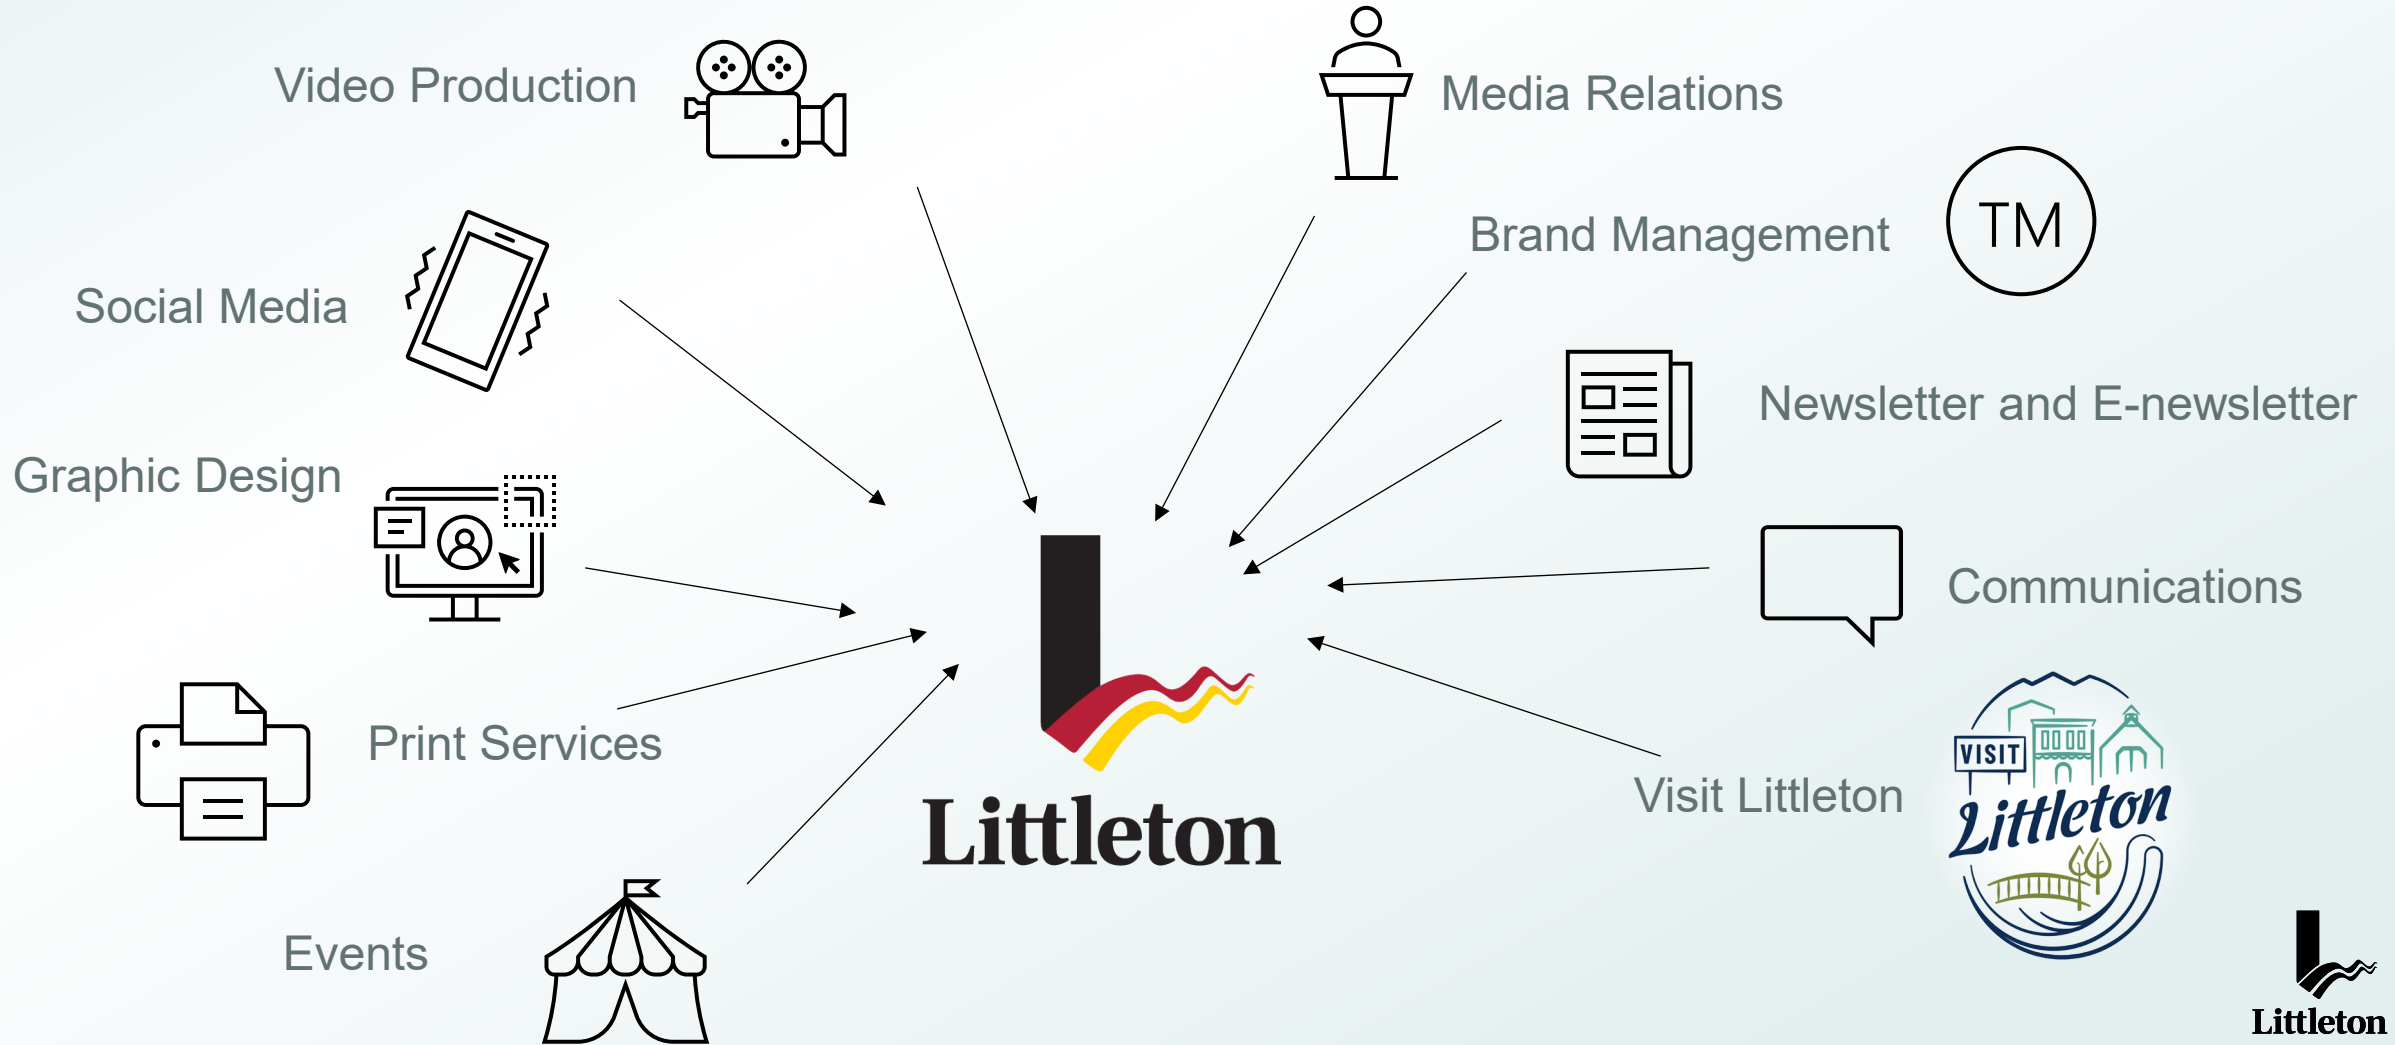 Video Production
Media Relations
Brand Management
TM
Social Media
Newsletter and E-newsletter
Graphic Design
Communications
Print Services
Visit Littleton
VISIT
Littleton
Littleton
Events
Littleton